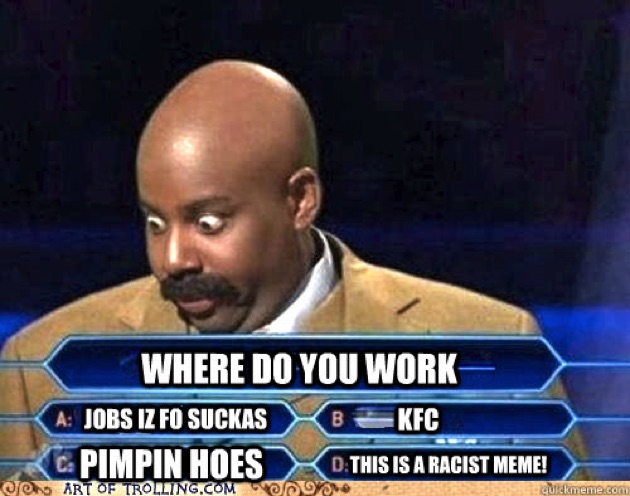 WHERE DO YOU WORK
A: JOBS IZ FO SUCKAS
B KFC
C: PIMPIN HOES
D: THIS IS A RACIST MEME!
ART OF TROLLING.COM
quickmeme.com